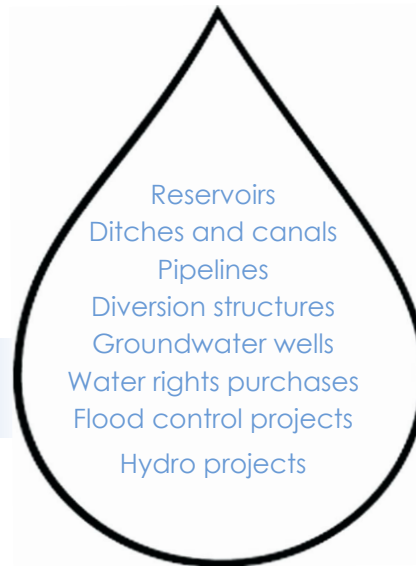 Reservoirs
Ditches and canals
Pipelines
Diversion structures
Groundwater wells
Water rights purchases
Flood control projects
Hydro projects